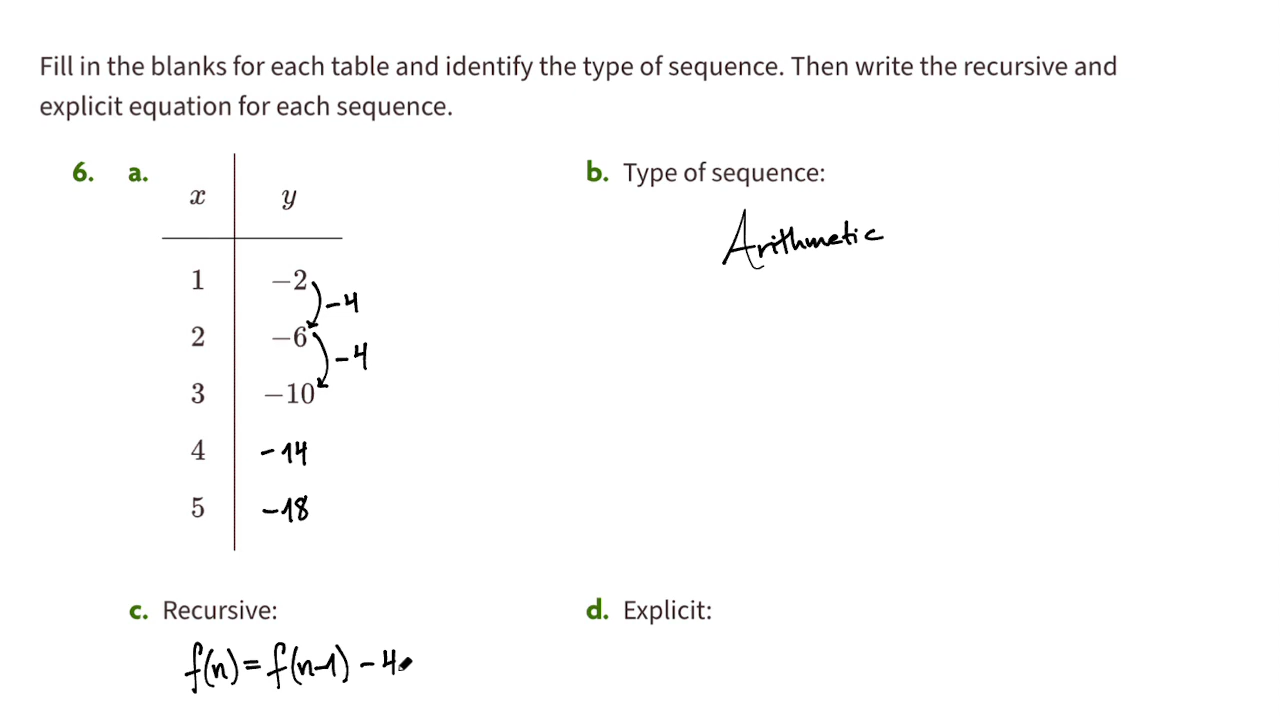 Fill in the blanks for each table and identify the type of sequence. Then write the recursive and
explicit equation for each sequence.
6. a.
x y
1 −2
-4
2 −6
-4
3 −10
4 -14
5 -18
b. Type of sequence:
Arithmetic
c. Recursive:
f(n)=f(n-1)-4
d. Explicit: